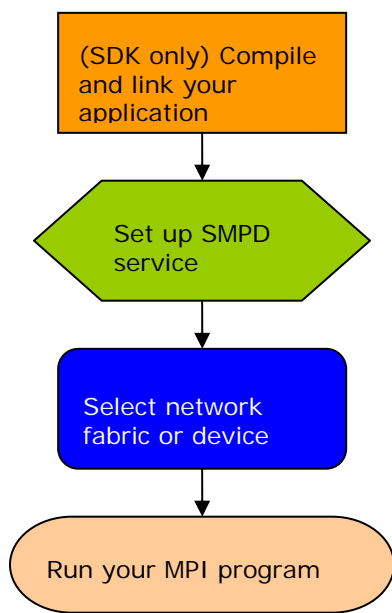 (SDK only) Compile
and link your
application
Set up SMPD
service
Select network
fabric or device
Run your MPI program